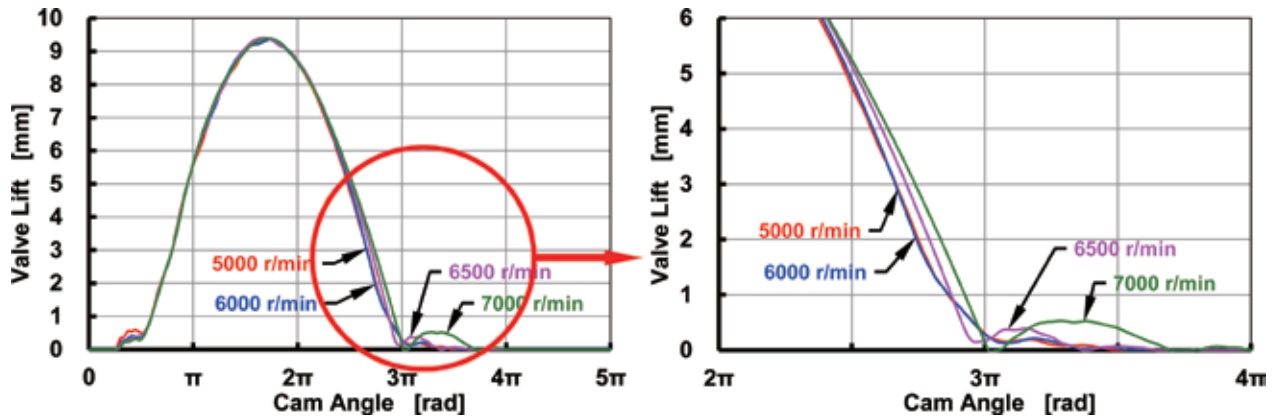 10
9
8
7
6
5
4
3
2
1
0
Valve Lift [mm]
5000 r/min
6000 r/min
6500 r/min
7000 r/min
0
π
2π
3π
4π
5π
Cam Angle [rad]
6
5
4
3
2
1
0
Valve Lift [mm]
5000 r/min
6000 r/min
6500 r/min
7000 r/min
2π
3π
4π
Cam Angle [rad]